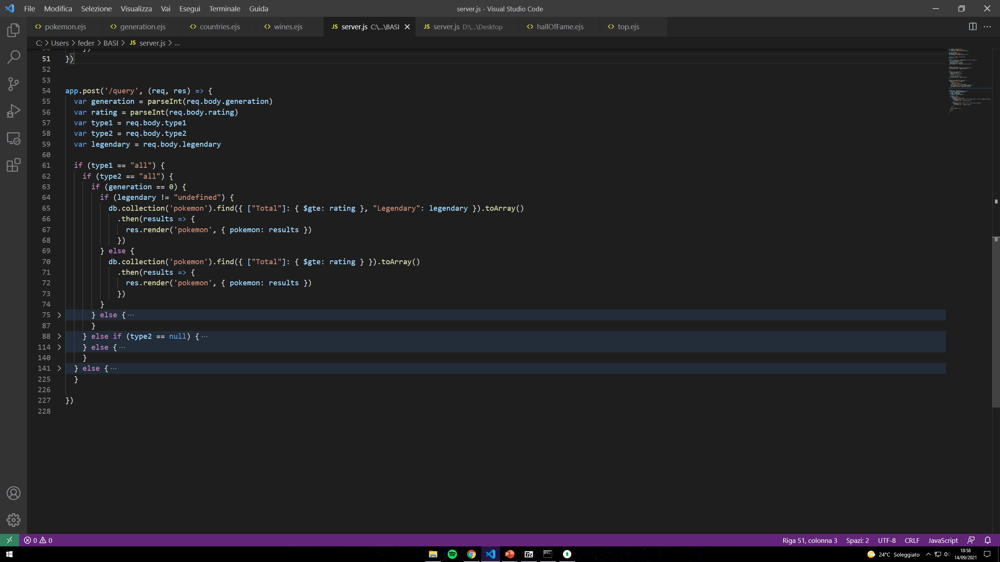 File Modifica Selezione Visualizza Vai Esegui Terminale Guida
server.js - Visual Studio Code
pokemon.ejs generation.ejs countries.ejs wines.ejs JS server.js C:\...\BASI JS server.js D:\...\Desktop hallOfFame.ejs top.ejs
C: > Users > feder > BASI > JS server.js > ...
50 })
51 })
52
53
54 app.post('/query', (req, res) => {
55 var generation = parseInt(req.body.generation)
56 var rating = parseInt(req.body.rating)
57 var type1 = req.body.type1
58 var type2 = req.body.type2
59 var legendary = req.body.legendary
60
61 if (type1 == "all") {
62 if (type2 == "all") {
63 if (generation == 0) {
64 if (legendary != "undefined") {
65 db.collection('pokemon').find({ ["Total"]: { $gte: rating }, "Legendary": legendary }).toArray()
66 .then(results => {
67 res.render('pokemon', { pokemon: results })
68 })
69 } else {
70 db.collection('pokemon').find({ ["Total"]: { $gte: rating } }).toArray()
71 .then(results => {
72 res.render('pokemon', { pokemon: results })
73 })
74 }
75 } else {···
87 }
88 } else if (type2 == null) {···
114 } else {···
140 }
141 } else {···
225 }
226
227 })
228
0 0
Riga 51, colonna 3 Spazi: 2 UTF-8 CRLF JavaScript
24°C Soleggiato
18:58
14/09/2021